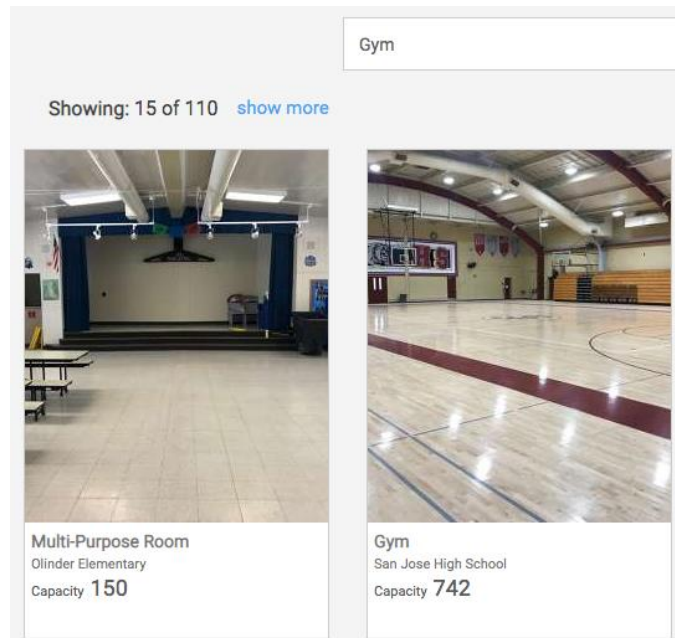 Gym
Showing: 15 of 110 show more
Multi-Purpose Room
Olinder Elementary
Capacity 150
Gym
San Jose High School
Capacity 742